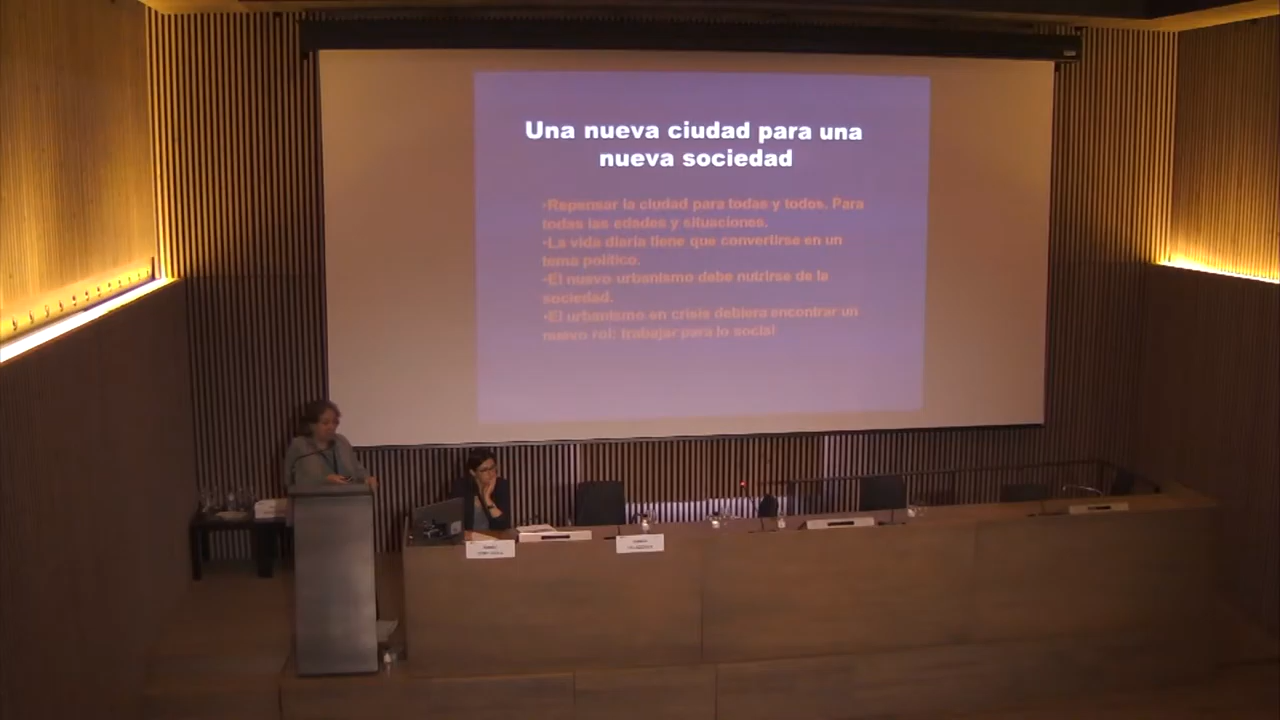 Una nueva ciudad para una
nueva sociedad
•Repensar la ciudad para todas y todos. Para
todas las edades y situaciones.
•La vida diaria tiene que convertirse en un
tema político.
•El nuevo urbanismo debe nutrirse de la
sociedad.
•El urbanismo en crisis debiera encontrar un
nuevo rol: trabajar para lo social